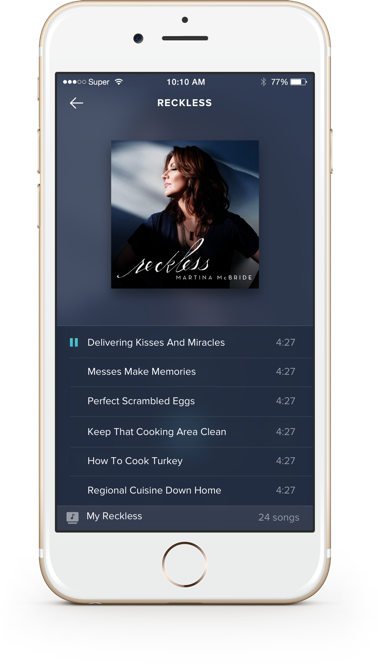 Super 10:10 AM 77%
RECKLESS
reckless
MARTINA McBRIDE
Delivering Kisses And Miracles 4:27
Messes Make Memories 4:27
Perfect Scrambled Eggs 4:27
Keep That Cooking Area Clean 4:27
How To Cook Turkey 4:27
Regional Cuisine Down Home 4:27
My Reckless 24 songs